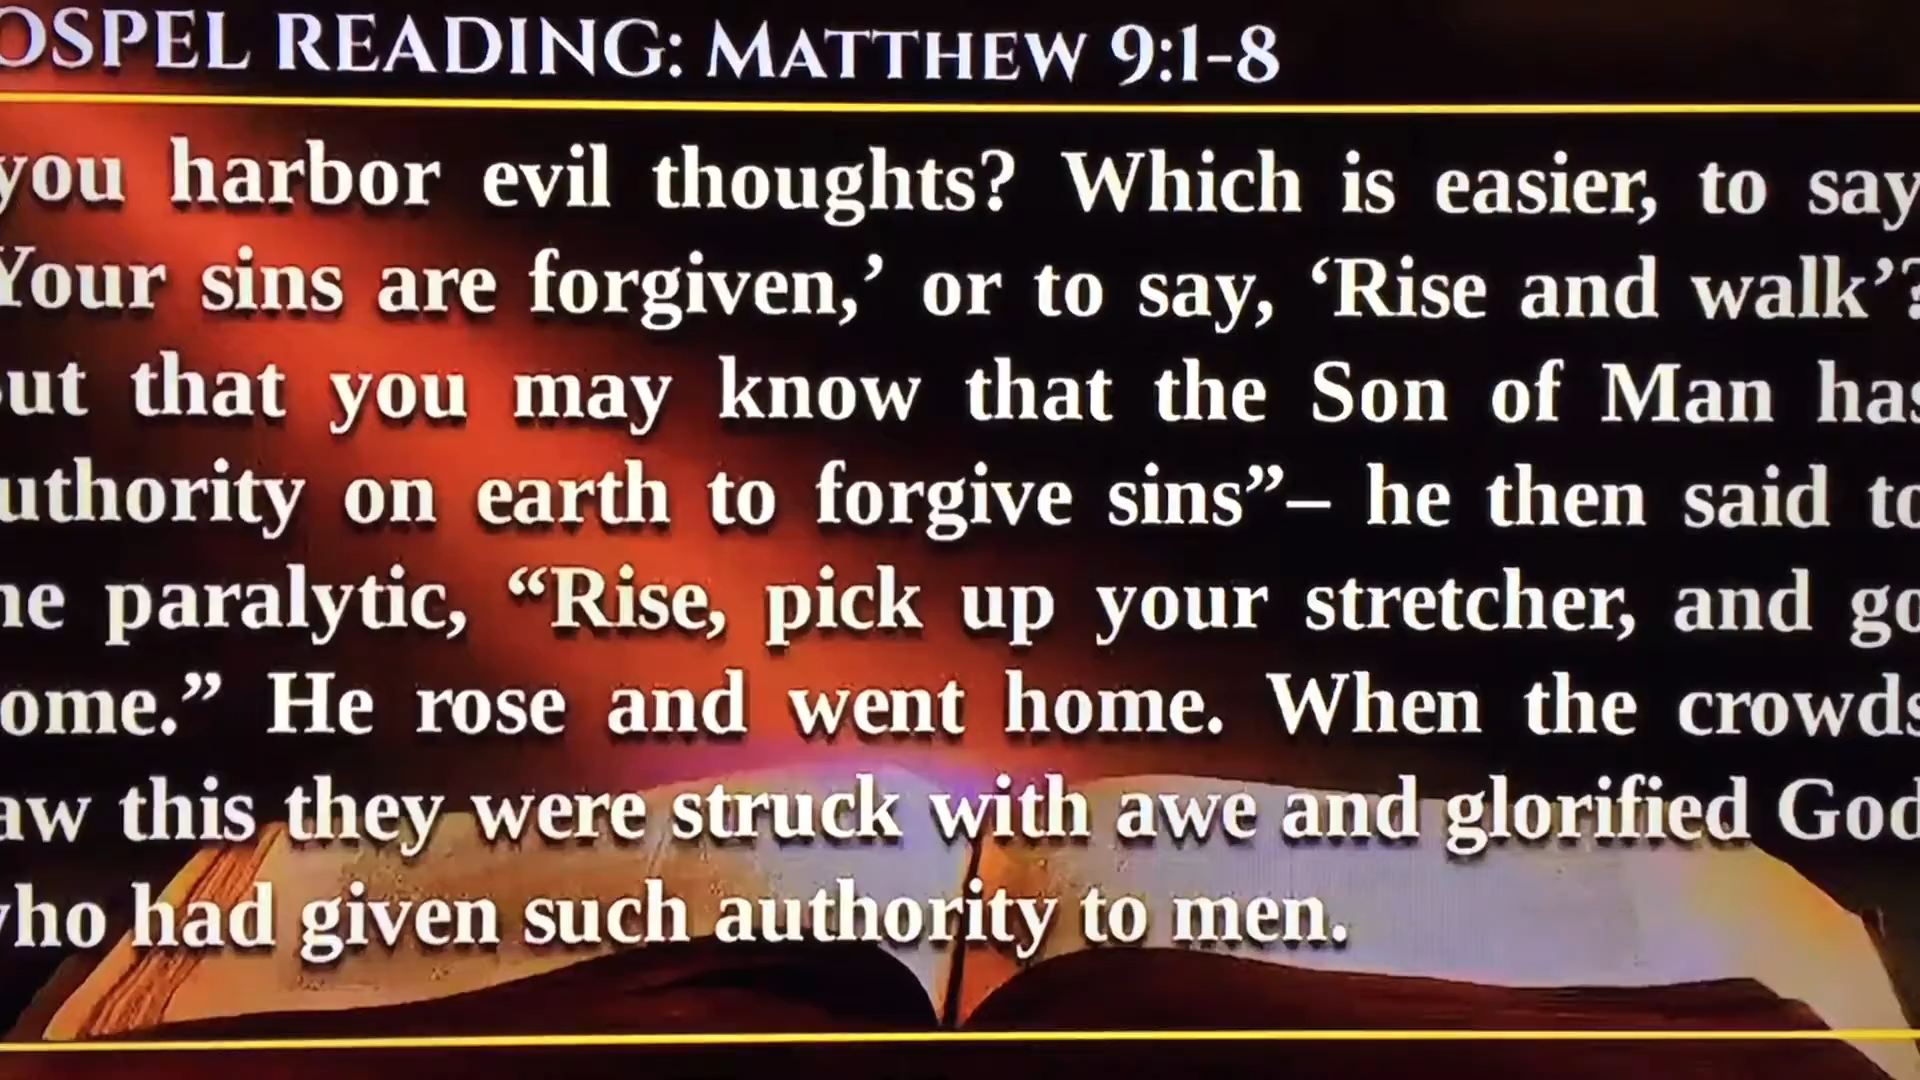 OSPEL READING: MATTHEW 9:1-8
you harbor evil thoughts? Which is easier, to say
Your sins are forgiven,’ or to say, ‘Rise and walk’?
ut that you may know that the Son of Man has
uthority on earth to forgive sins”– he then said to
he paralytic, “Rise, pick up your stretcher, and go
ome.” He rose and went home. When the crowds
aw this they were struck with awe and glorified God
who had given such authority to men.